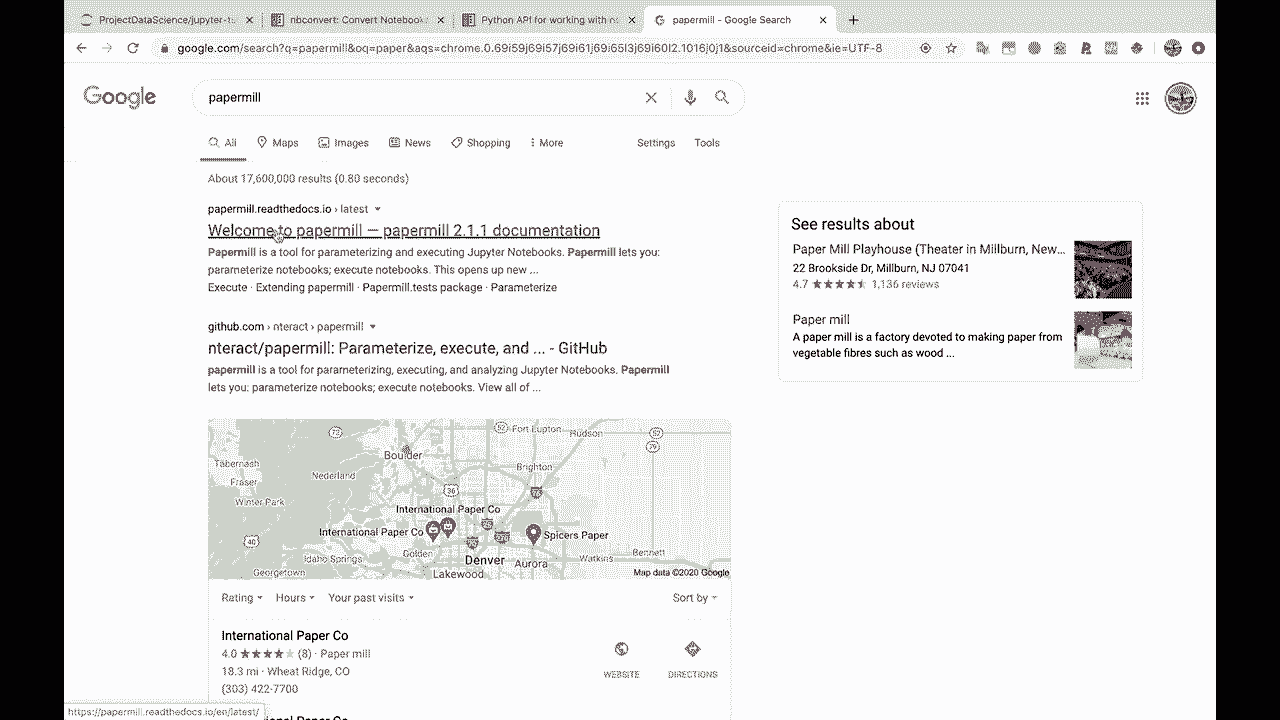 ProjectDataScience/jupyter-t
nbconvert: Convert Notebook
Python API for working with n
papermill - Google Search
google.com/search?q=papermill&oq=paper&aqs=chrome.0.69i59j69i57j69i61j69i65l3j69i60l2.1016j0j1&sourceid=chrome&ie=UTF-8
Google
papermill
All Maps Images News Shopping More Settings Tools
About 17,600,000 results (0.80 seconds)
papermill.readthedocs.io › latest
Welcome to papermill — papermill 2.1.1 documentation
Papermill is a tool for parameterizing and executing Jupyter Notebooks. Papermill lets you:
parameterize notebooks; execute notebooks. This opens up new ...
Execute · Extending papermill · Papermill.tests package · Parameterize
github.com › nteract › papermill
nteract/papermill: Parameterize, execute, and ... - GitHub
papermill is a tool for parameterizing, executing, and analyzing Jupyter Notebooks. Papermill
lets you: parameterize notebooks; execute notebooks. View all of ...
See results about
Paper Mill Playhouse (Theater in Millburn, New...
22 Brookside Dr, Millburn, NJ 07041
4.7 1,136 reviews
Paper mill
A paper mill is a factory devoted to making paper from
vegetable fibres such as wood ...
72
52
Fort Lupton
Hudson
52
79
Boulder
Tabernash
Nederland
Brighton
Fraser
Winter Park
36
76
International Paper Co
International Paper Co
Spicers Paper
40
Idaho Springs
Golden
Denver
Aurora
Watkins
Bennett
Georgetown
Lakewood
Map data ©2020 Google
Rating Hours Your past visits Sort by
International Paper Co
4.0 (8) · Paper mill
18.3 mi · Wheat Ridge, CO
(303) 422-7700
WEBSITE DIRECTIONS
https://papermill.readthedocs.io/en/latest/